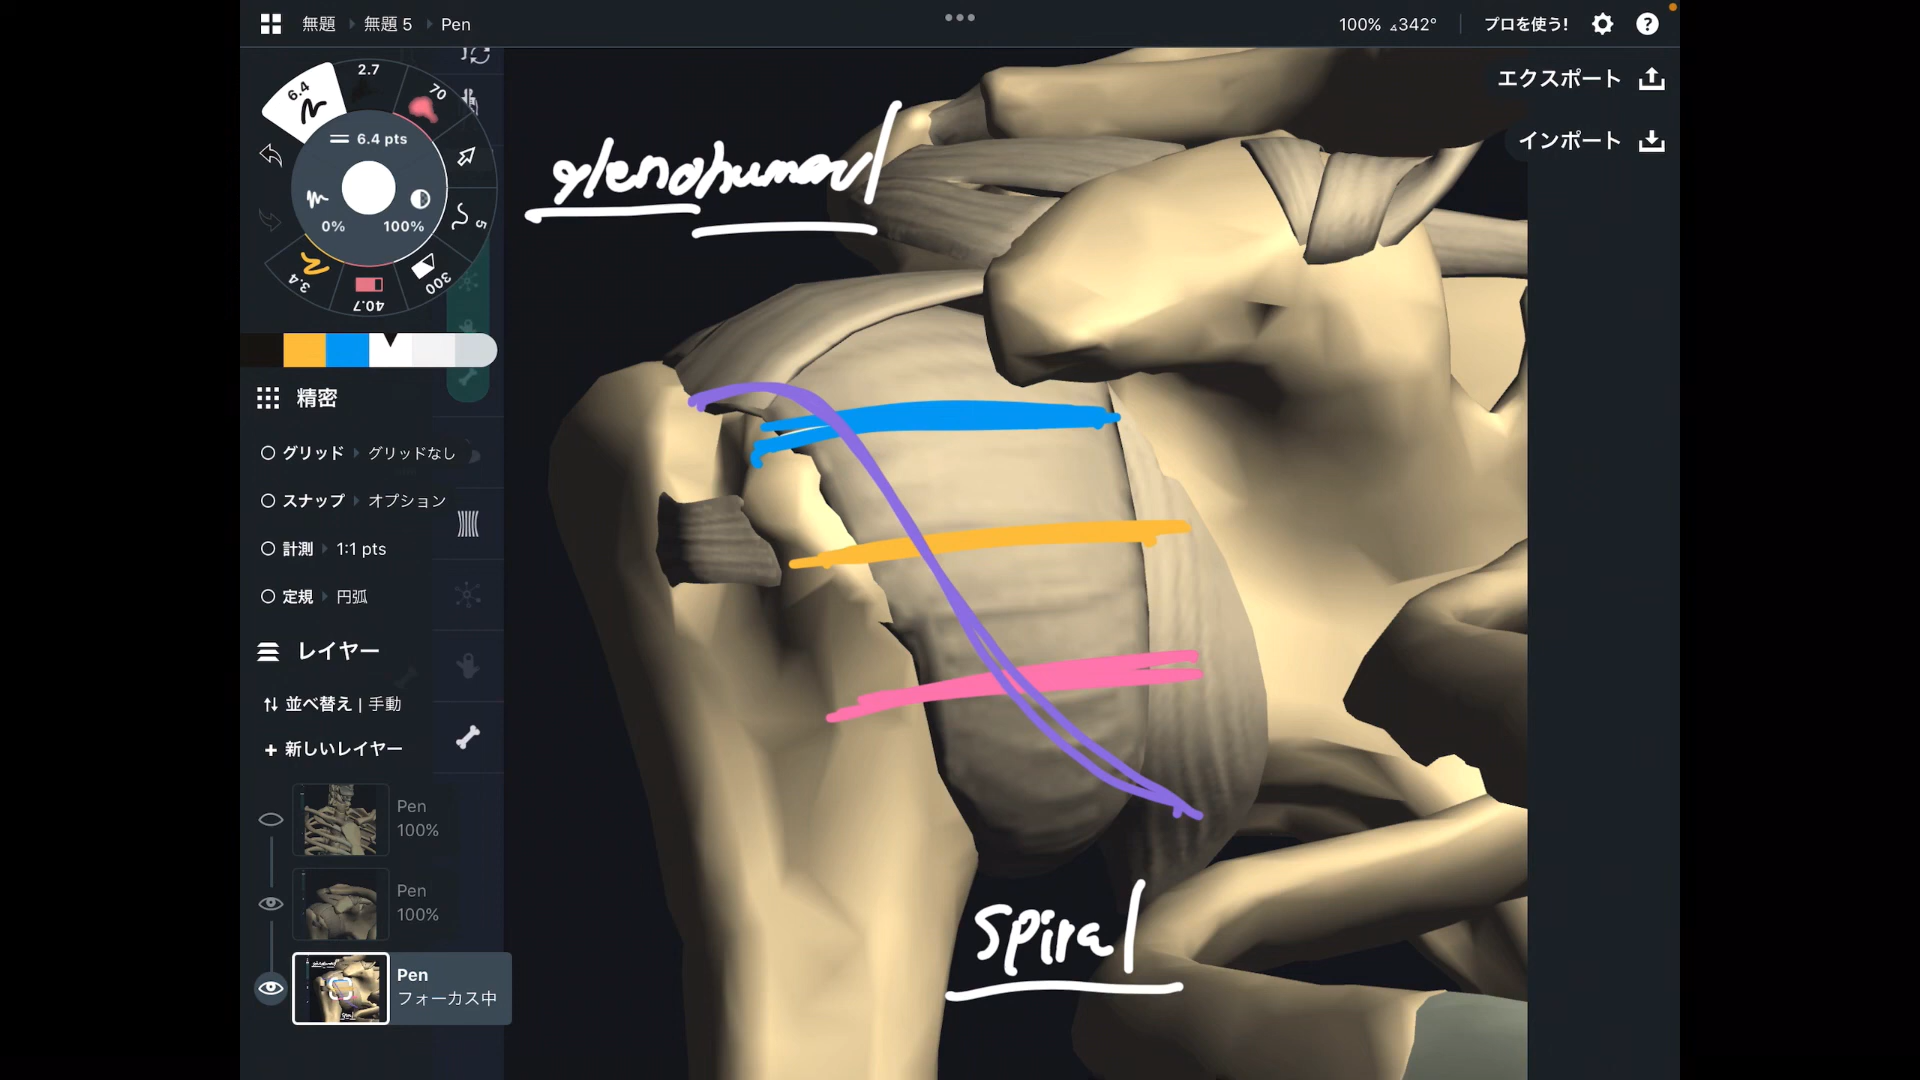 無題 無題 5 Pen
100% 342°
プロを使う!
エクスポート
インポート
2.7
6.4
70
6.4 pts
0% 100%
5
3.4
40.7
300
精密
グリッド グリッドなし
スナップ オプション
計測 1:1 pts
定規 円弧
レイヤー
並べ替え | 手動
+ 新しいレイヤー
Pen
100%
Pen
100%
Pen
フォーカス中
glenohumeral
spiral